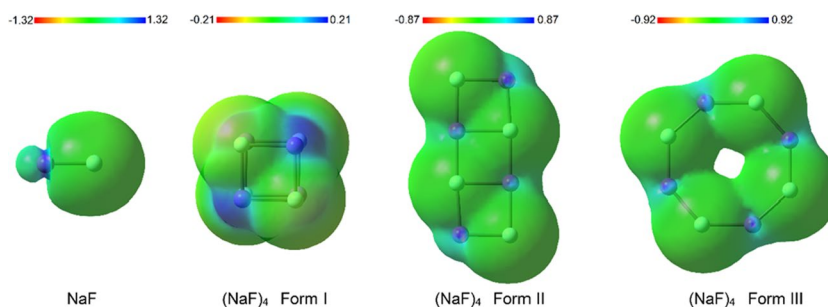 -1.32 1.32
-0.21 0.21
-0.87 0.87
-0.92 0.92
NaF
(NaF)₄ Form I
(NaF)₄ Form II
(NaF)₄ Form III